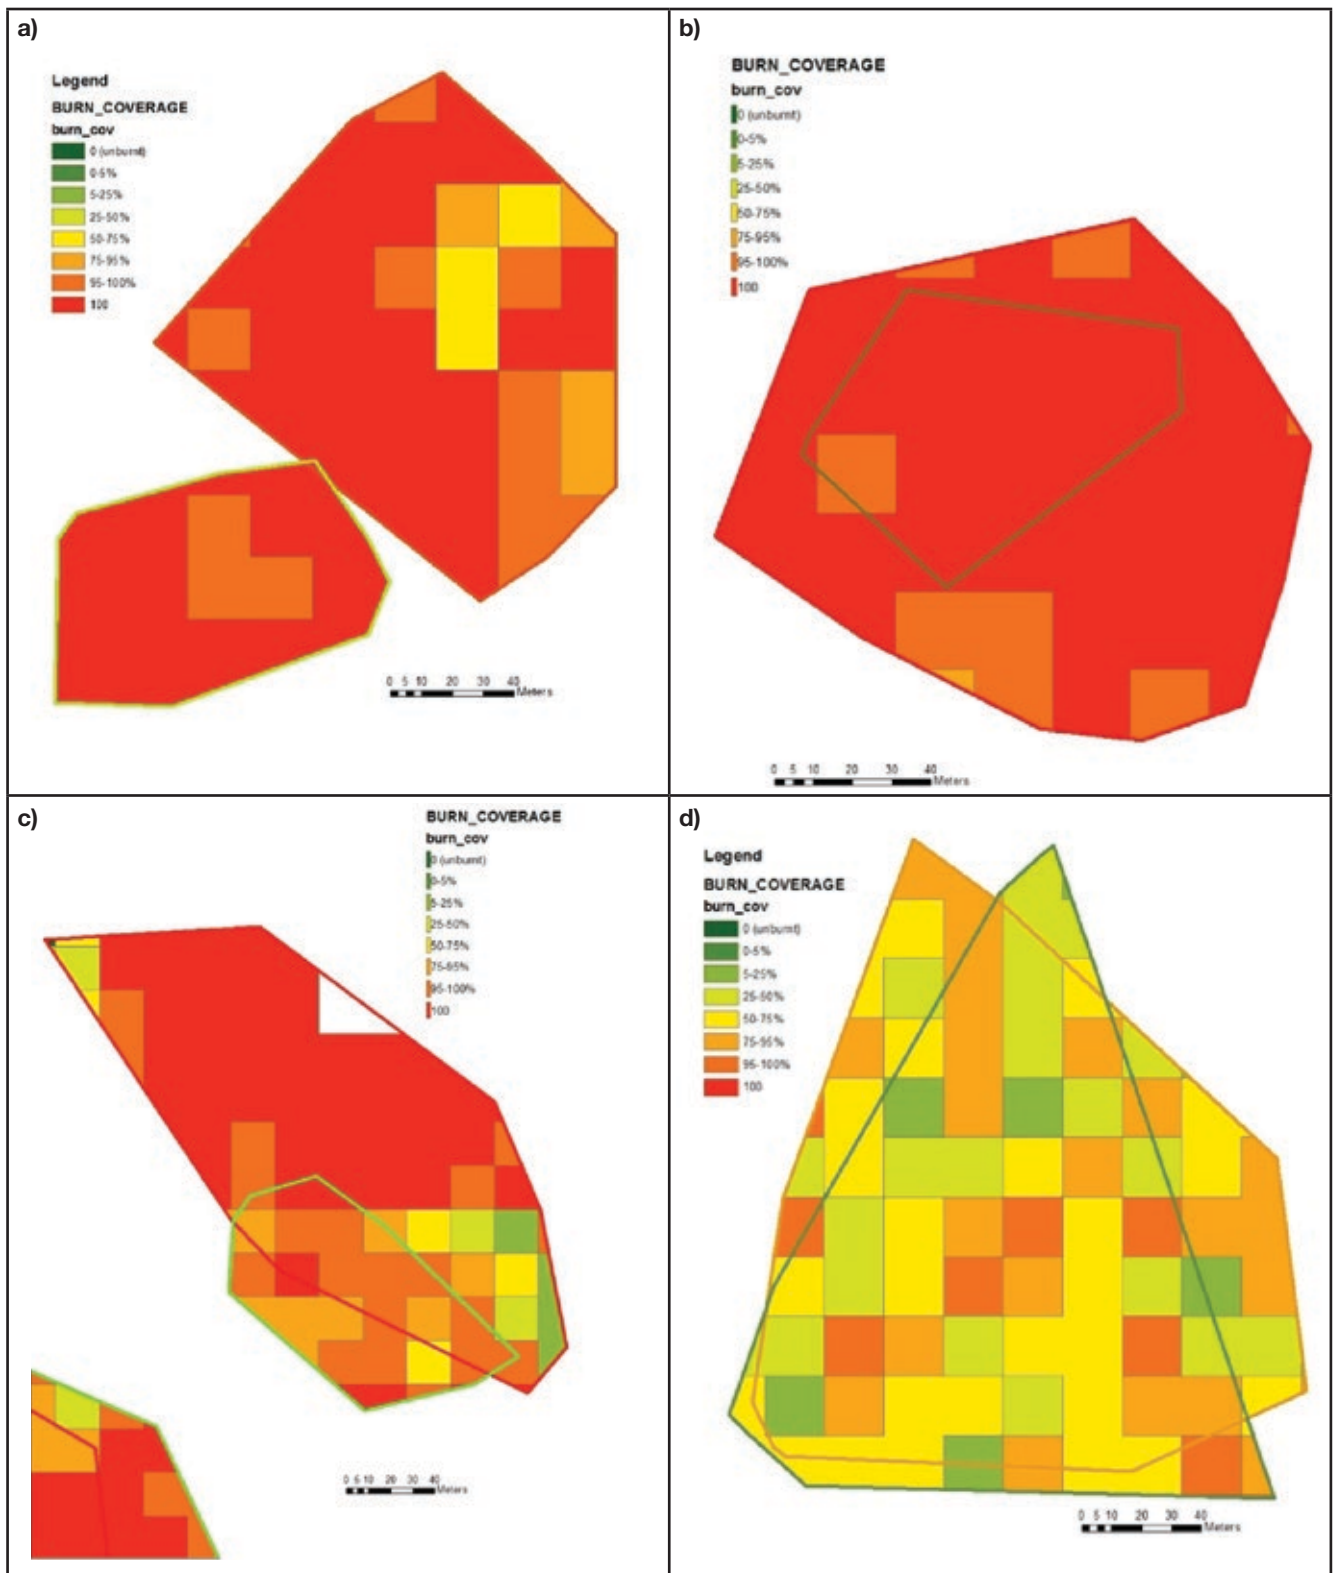 a)
Legend
BURN_COVERAGE
burn_cov
0 (unburnt)
0-5%
5-25%
25-50%
50-75%
75-95%
95-100%
100
0 5 10 20 30 40
Meters
b)
BURN_COVERAGE
burn_cov
0 (unburnt)
0-5%
5-25%
25-50%
50-75%
75-95%
95-100%
100
0 5 10 20 30 40
Meters
c)
BURN_COVERAGE
burn_cov
0 (unburnt)
0-5%
5-25%
25-50%
50-75%
75-95%
95-100%
100
0 5 10 20 30 40
Meters
d)
Legend
BURN_COVERAGE
burn_cov
0 (unburnt)
0-5%
5-25%
25-50%
50-75%
75-95%
95-100%
100
0 5 10 20 30 40
Meters